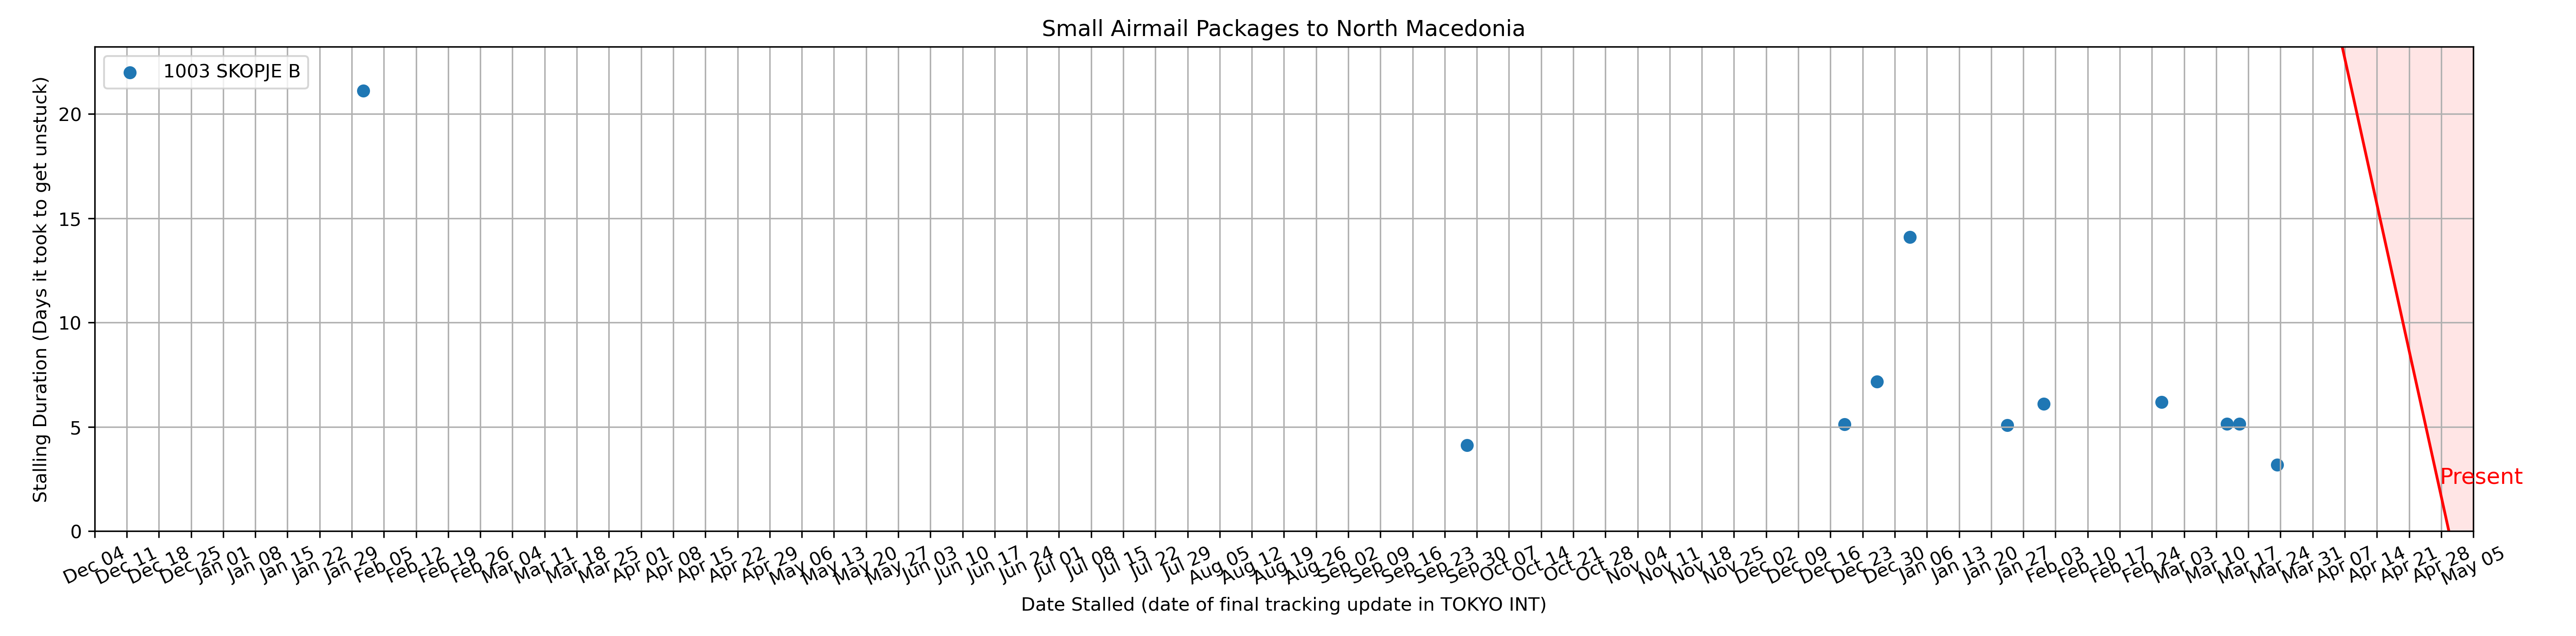 Small Airmail Packages to North Macedonia
1003 SKOPJE B
Stalling Duration (Days it took to get unstuck)
20
15
10
5
0
Present
Dec 04 Dec 11 Dec 18 Dec 25 Jan 01 Jan 08 Jan 15 Jan 22 Jan 29 Feb 05 Feb 12 Feb 19 Feb 26 Mar 04 Mar 11 Mar 18 Mar 25 Apr 01 Apr 08 Apr 15 Apr 22 Apr 29 May 06 May 13 May 20 May 27 Jun 03 Jun 10 Jun 17 Jun 24 Jul 01 Jul 08 Jul 15 Jul 22 Jul 29 Aug 05 Aug 12 Aug 19 Aug 26 Sep 02 Sep 09 Sep 16 Sep 23 Sep 30 Oct 07 Oct 14 Oct 21 Oct 28 Nov 04 Nov 11 Nov 18 Nov 25 Dec 02 Dec 09 Dec 16 Dec 23 Dec 30 Jan 06 Jan 13 Jan 20 Jan 27 Feb 03 Feb 10 Feb 17 Feb 24 Mar 03 Mar 10 Mar 17 Mar 24 Mar 31 Apr 07 Apr 14 Apr 21 Apr 28 May 05
Date Stalled (date of final tracking update in TOKYO INT)